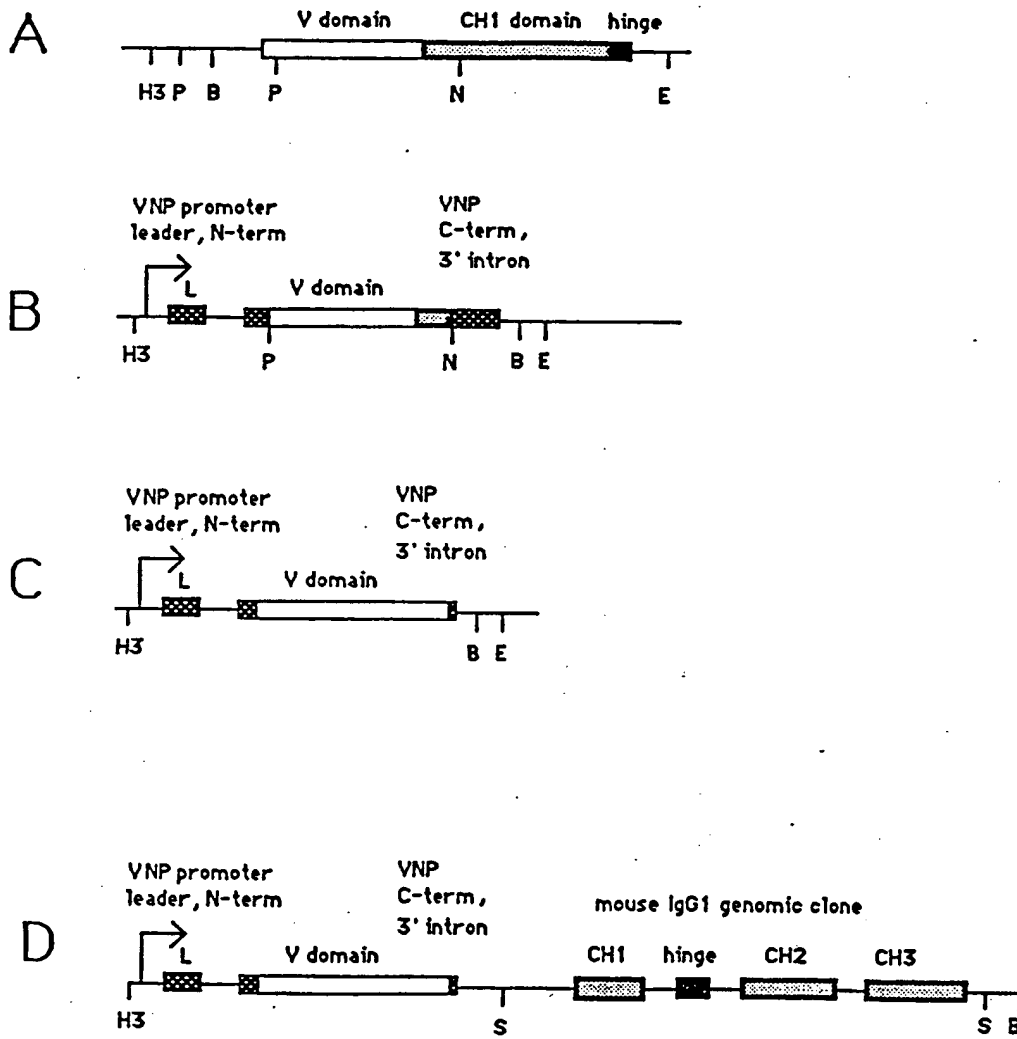 A
V domain CH1 domain hinge
H3 P B P N E
B
VNP promoter
leader, N-term
VNP
C-term,
3' intron
L
V domain
H3 P N B E
C
VNP promoter
leader, N-term
VNP
C-term,
3' intron
L
V domain
H3 B E
D
VNP promoter
leader, N-term
VNP
C-term,
3' intron
mouse IgG1 genomic clone
L
V domain
CH1 hinge CH2 CH3
H3 S S B